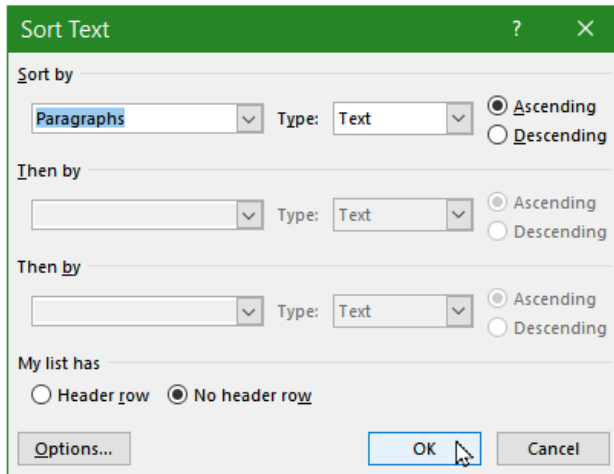 Sort Text ? ×
Sort by
Paragraphs Type: Text Ascending
Descending
Then by
Type: Text Ascending
Descending
Then by
Type: Text Ascending
Descending
My list has
Header row No header row
Options... OK Cancel